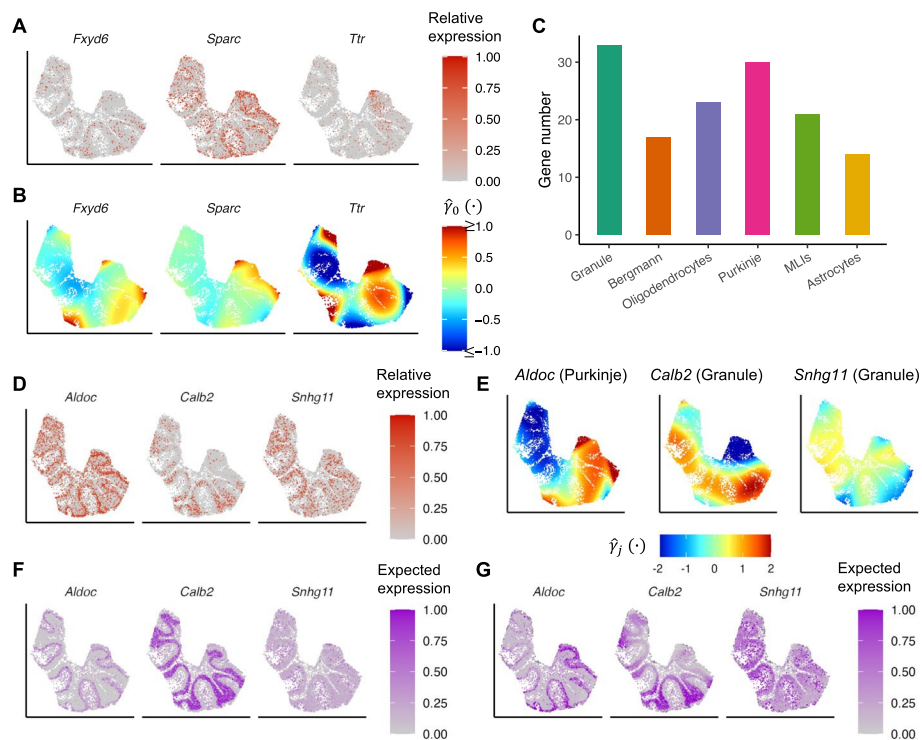 A
Fxyd6 Sparc Ttr
Relative
expression
1.00
0.75
0.50
0.25
0.00
B
Fxyd6 Sparc Ttr
γ̂₀ (·)
≥1.0
0.5
0.0
−0.5
≤−1.0
C
Gene number
30
20
10
0
Granule
Bergmann
Oligodendrocytes
Purkinje
MLIs
Astrocytes
D
Aldoc Calb2 Snhg11
Relative
expression
1.00
0.75
0.50
0.25
0.00
E
Aldoc (Purkinje) Calb2 (Granule) Snhg11 (Granule)
γ̂ⱼ (·)
-2 -1 0 1 2
F
Aldoc Calb2 Snhg11
Expected
expression
1.00
0.75
0.50
0.25
0.00
G
Aldoc Calb2 Snhg11
Expected
expression
1.00
0.75
0.50
0.25
0.00